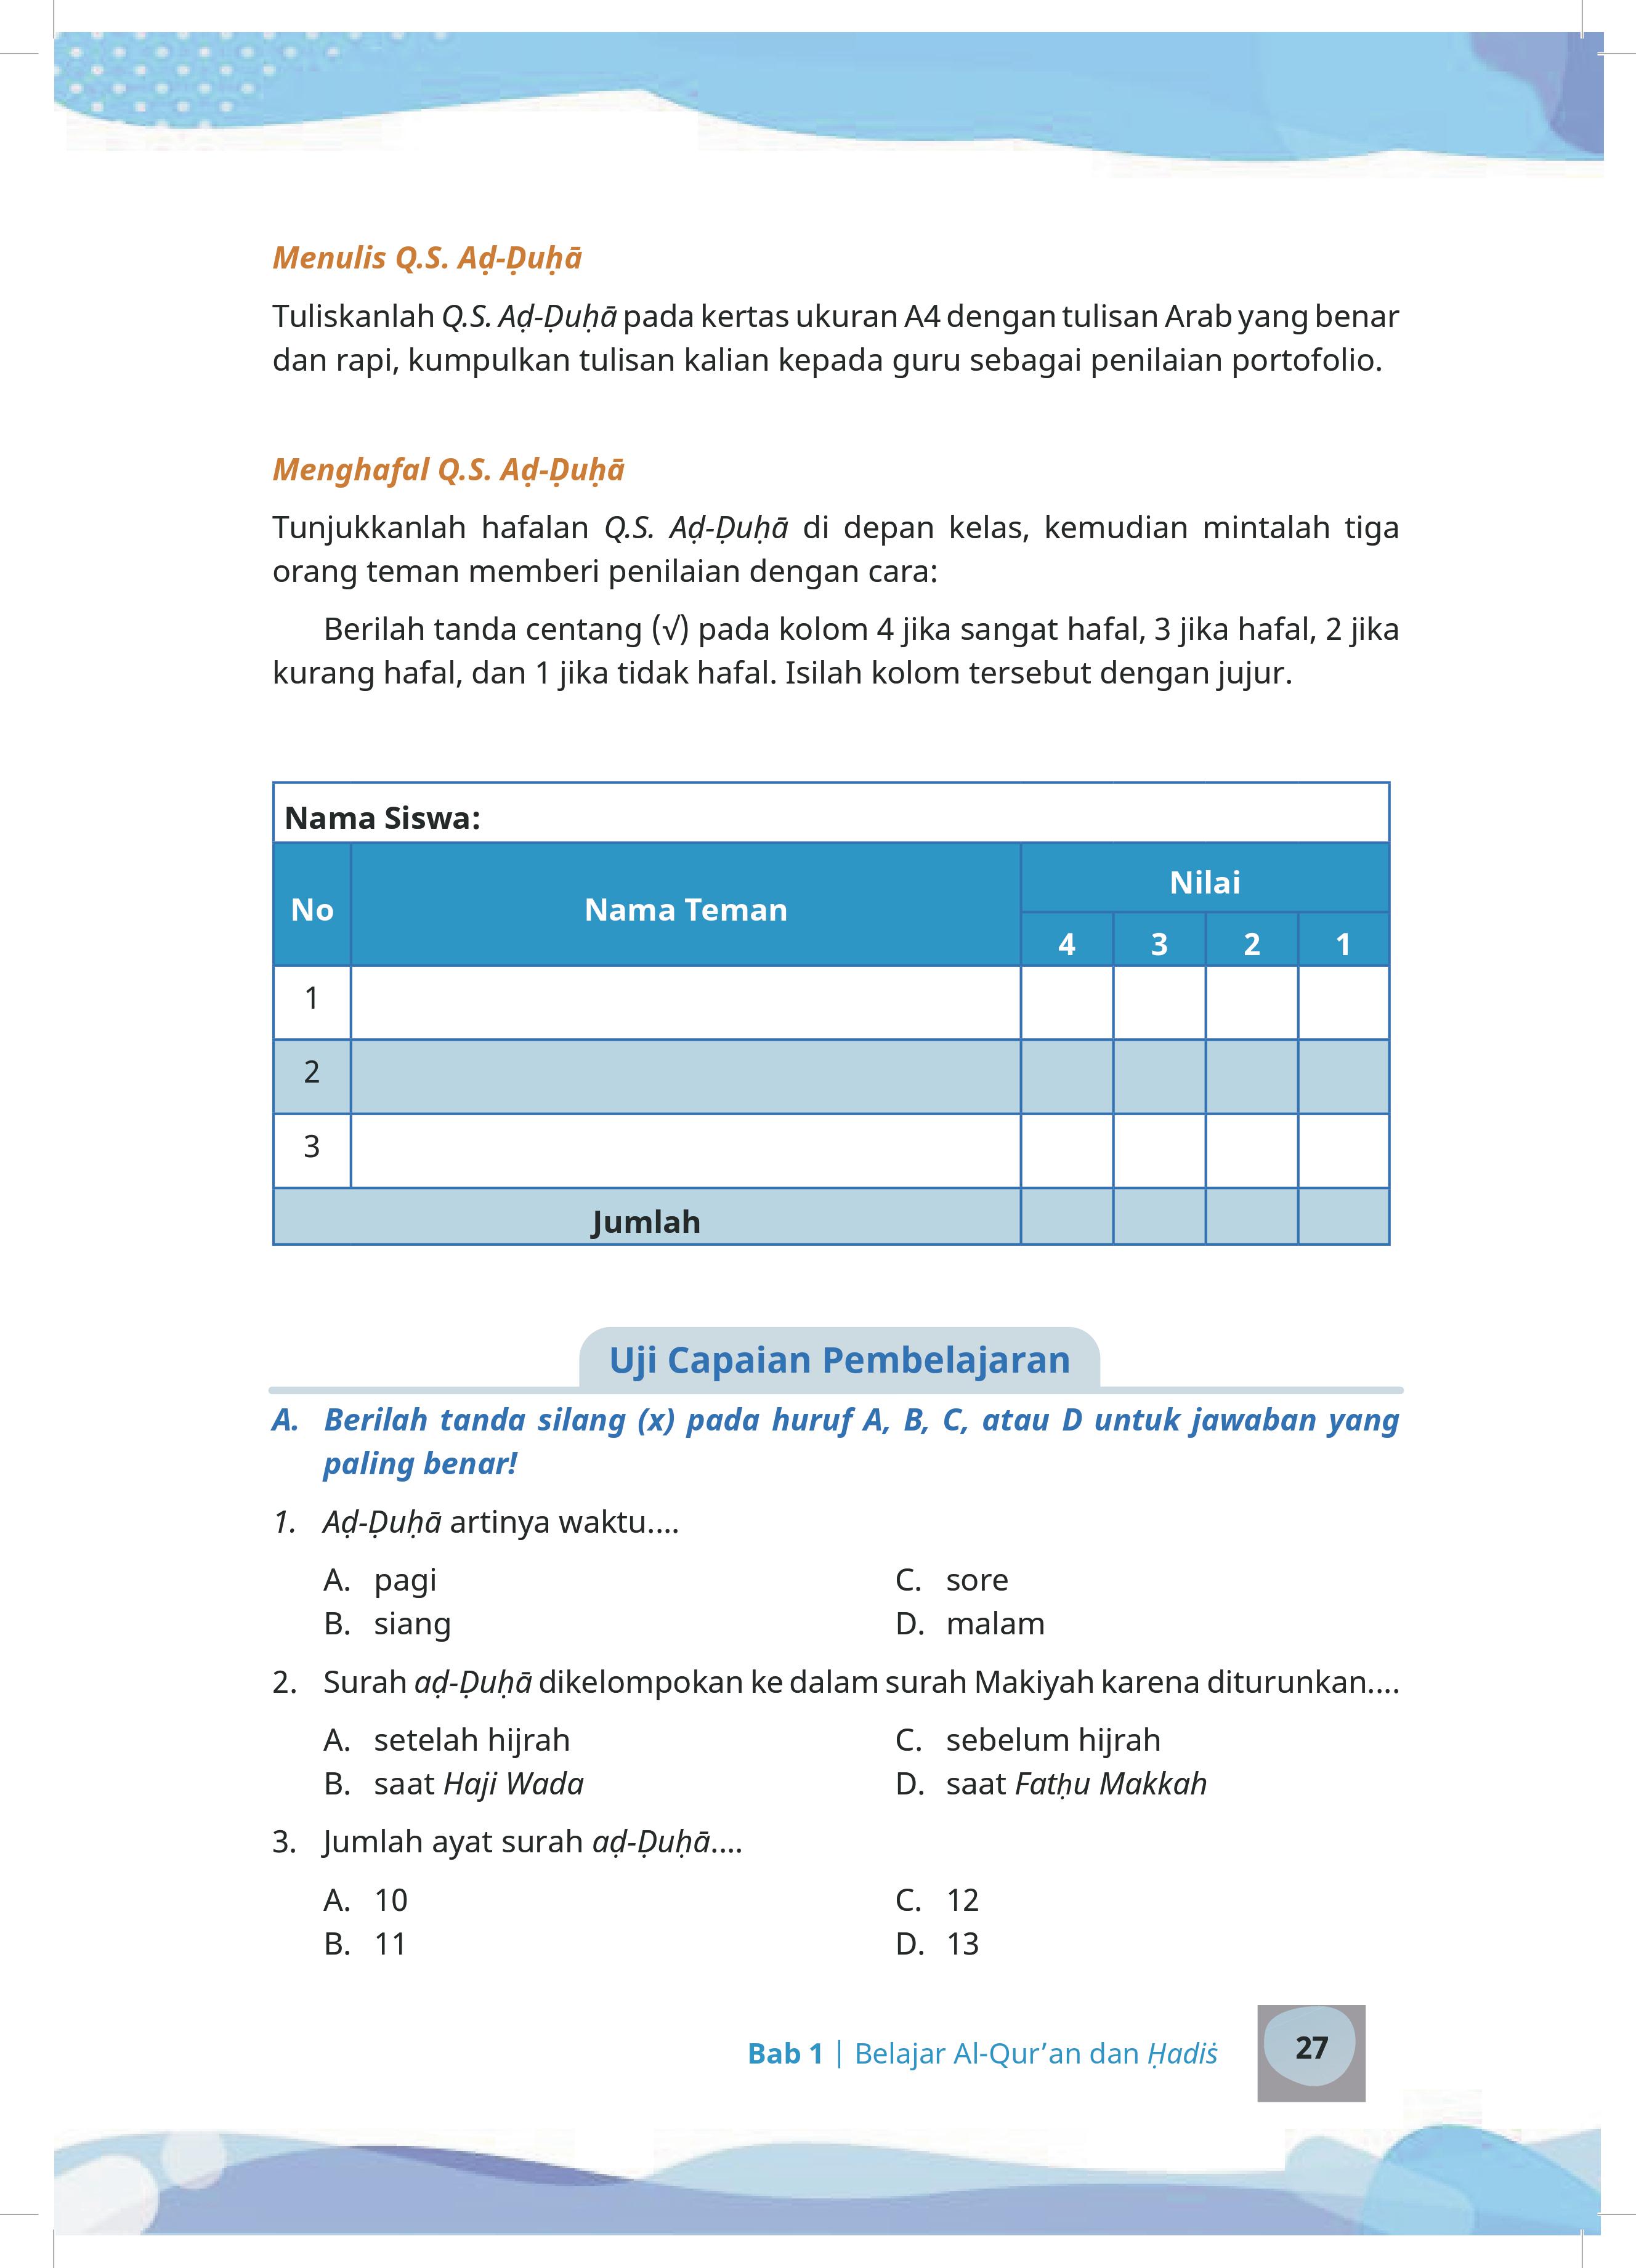 Menulis Q.S. Aḍ-Ḍuḥā
Tuliskanlah Q.S. Aḍ-Ḍuḥā pada kertas ukuran A4 dengan tulisan Arab yang benar
dan rapi, kumpulkan tulisan kalian kepada guru sebagai penilaian portofolio.
Menghafal Q.S. Aḍ-Ḍuḥā
Tunjukkanlah hafalan Q.S. Aḍ-Ḍuḥā di depan kelas, kemudian mintalah tiga
orang teman memberi penilaian dengan cara:
Berilah tanda centang (√) pada kolom 4 jika sangat hafal, 3 jika hafal, 2 jika
kurang hafal, dan 1 jika tidak hafal. Isilah kolom tersebut dengan jujur.
Nama Siswa:
No Nama Teman Nilai
4 3 2 1
1
2
3
Jumlah
Uji Capaian Pembelajaran
A. Berilah tanda silang (x) pada huruf A, B, C, atau D untuk jawaban yang
paling benar!
1. Aḍ-Ḍuḥā artinya waktu....
A. pagi C. sore
B. siang D. malam
2. Surah aḍ-Ḍuḥā dikelompokan ke dalam surah Makiyah karena diturunkan....
A. setelah hijrah C. sebelum hijrah
B. saat Haji Wada D. saat Fatḥu Makkah
3. Jumlah ayat surah aḍ-Ḍuḥā....
A. 10 C. 12
B. 11 D. 13
Bab 1 | Belajar Al-Qur’an dan Ḥadiṡ 27